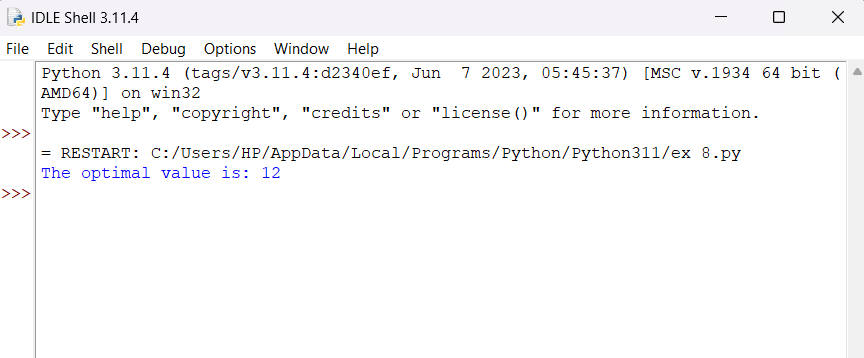 IDLE Shell 3.11.4
File Edit Shell Debug Options Window Help
Python 3.11.4 (tags/v3.11.4:d2340ef, Jun  7 2023, 05:45:37) [MSC v.1934 64 bit (
AMD64)] on win32
Type "help", "copyright", "credits" or "license()" for more information.
>>>
= RESTART: C:/Users/HP/AppData/Local/Programs/Python/Python311/ex 8.py
The optimal value is: 12
>>>